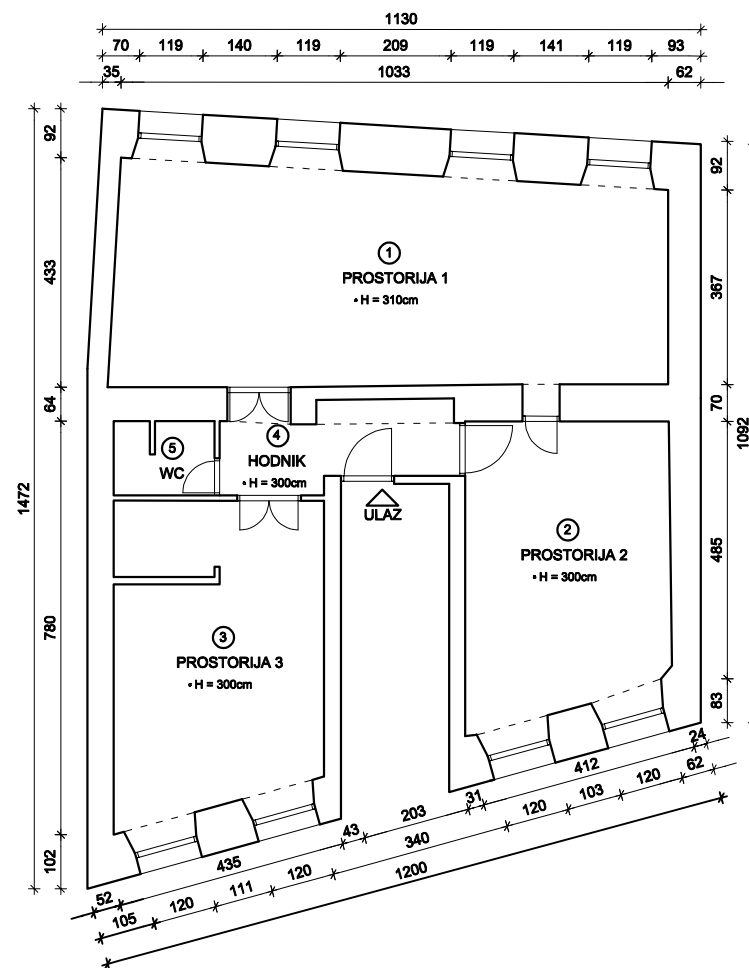 1130
70 119 140 119 209 119 141 119 93
35 1033 62
92
433
64
780
102
1472
92
367
70
485
83
1092
1
PROSTORIJA 1
H = 310cm
5
WC
4
HODNIK
H = 300cm
ULAZ
2
PROSTORIJA 2
H = 300cm
3
PROSTORIJA 3
H = 300cm
52 435 43 203 31 412 24
105 120 111 120 340 120 103 120 62
1200